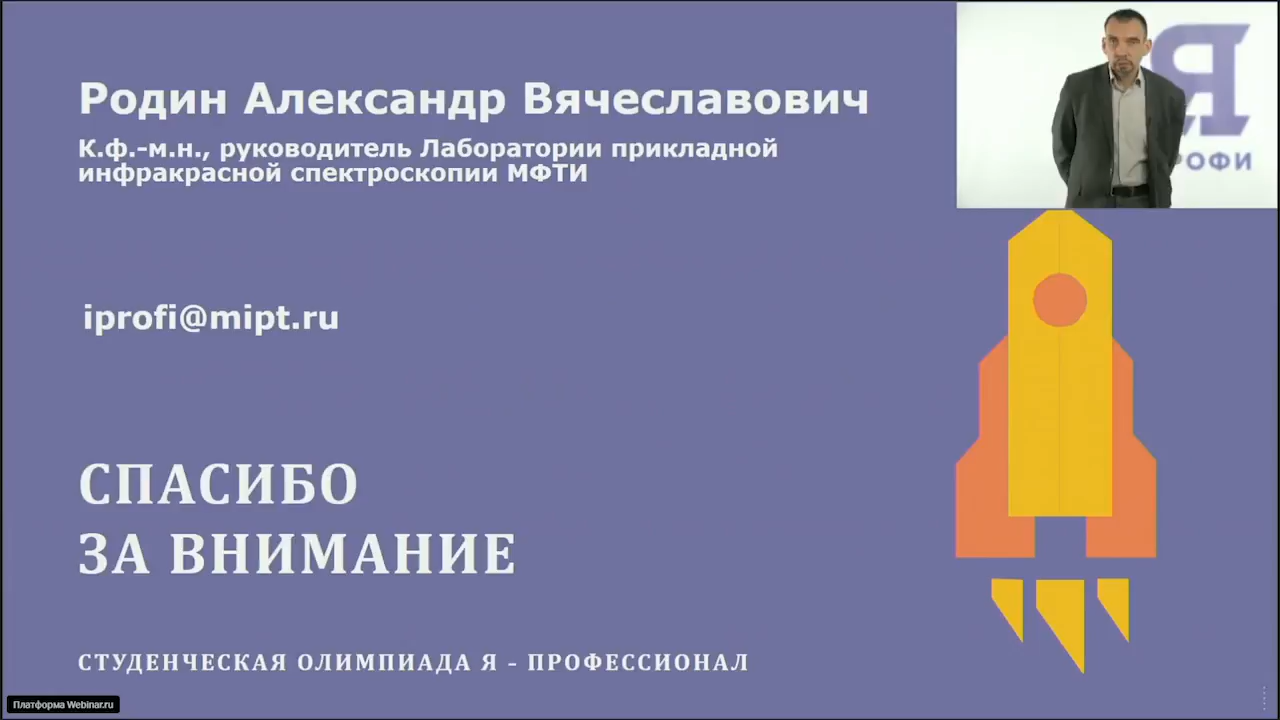 Родин Александр Вячеславович
К.ф.-м.н., руководитель Лаборатории прикладной
инфракрасной спектроскопии МФТИ
Я
РОФИ
iprofi@mipt.ru
СПАСИБО
ЗА ВНИМАНИЕ
СТУДЕНЧЕСКАЯ ОЛИМПИАДА Я - ПРОФЕССИОНАЛ
Платформа Webinar.ru